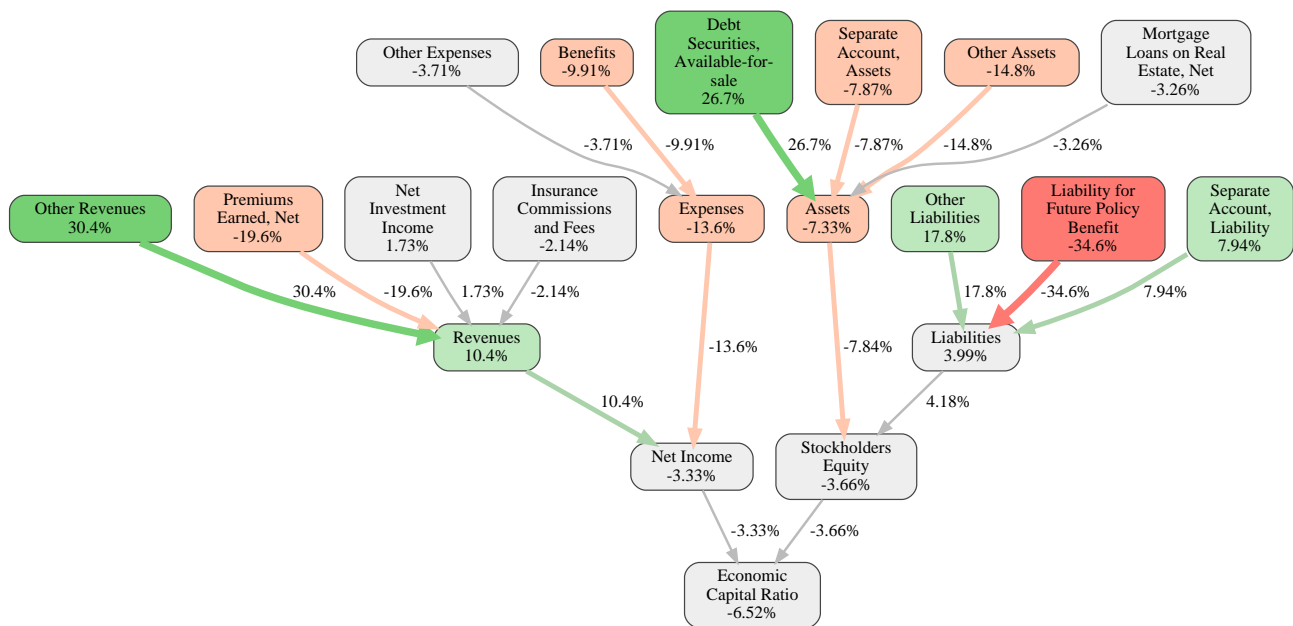 Other Expenses
-3.71%
Benefits
-9.91%
Debt
Securities,
Available-for-
sale
26.7%
Separate
Account,
Assets
-7.87%
Other Assets
-14.8%
Mortgage
Loans on Real
Estate, Net
-3.26%
-3.71%
-9.91%
26.7%
-7.87%
-14.8%
-3.26%
Other Revenues
30.4%
Premiums
Earned, Net
-19.6%
Net
Investment
Income
1.73%
Insurance
Commissions
and Fees
-2.14%
Expenses
-13.6%
Assets
-7.33%
Other
Liabilities
17.8%
Liability for
Future Policy
Benefit
-34.6%
Separate
Account,
Liability
7.94%
30.4%
-19.6%
1.73%
-2.14%
17.8%
-34.6%
7.94%
Revenues
10.4%
-13.6%
-7.84%
Liabilities
3.99%
10.4%
4.18%
Net Income
-3.33%
Stockholders
Equity
-3.66%
-3.33%
-3.66%
Economic
Capital Ratio
-6.52%